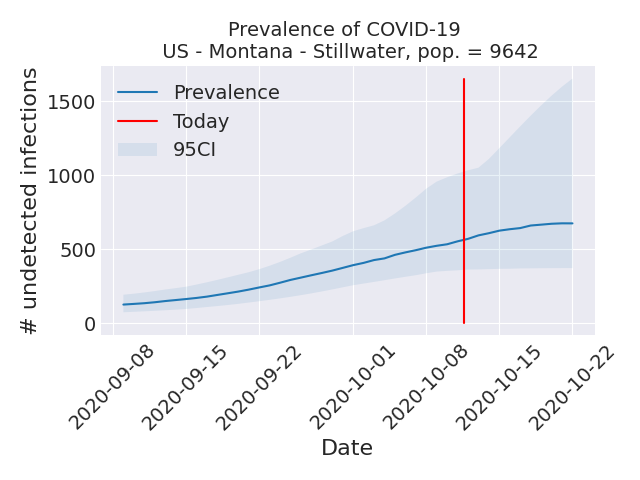 Prevalence of COVID-19
US - Montana - Stillwater, pop. = 9642
Prevalence
Today
95CI
# undetected infections
1500
1000
500
0
2020-09-08
2020-09-15
2020-09-22
2020-10-01
2020-10-08
2020-10-15
2020-10-22
Date